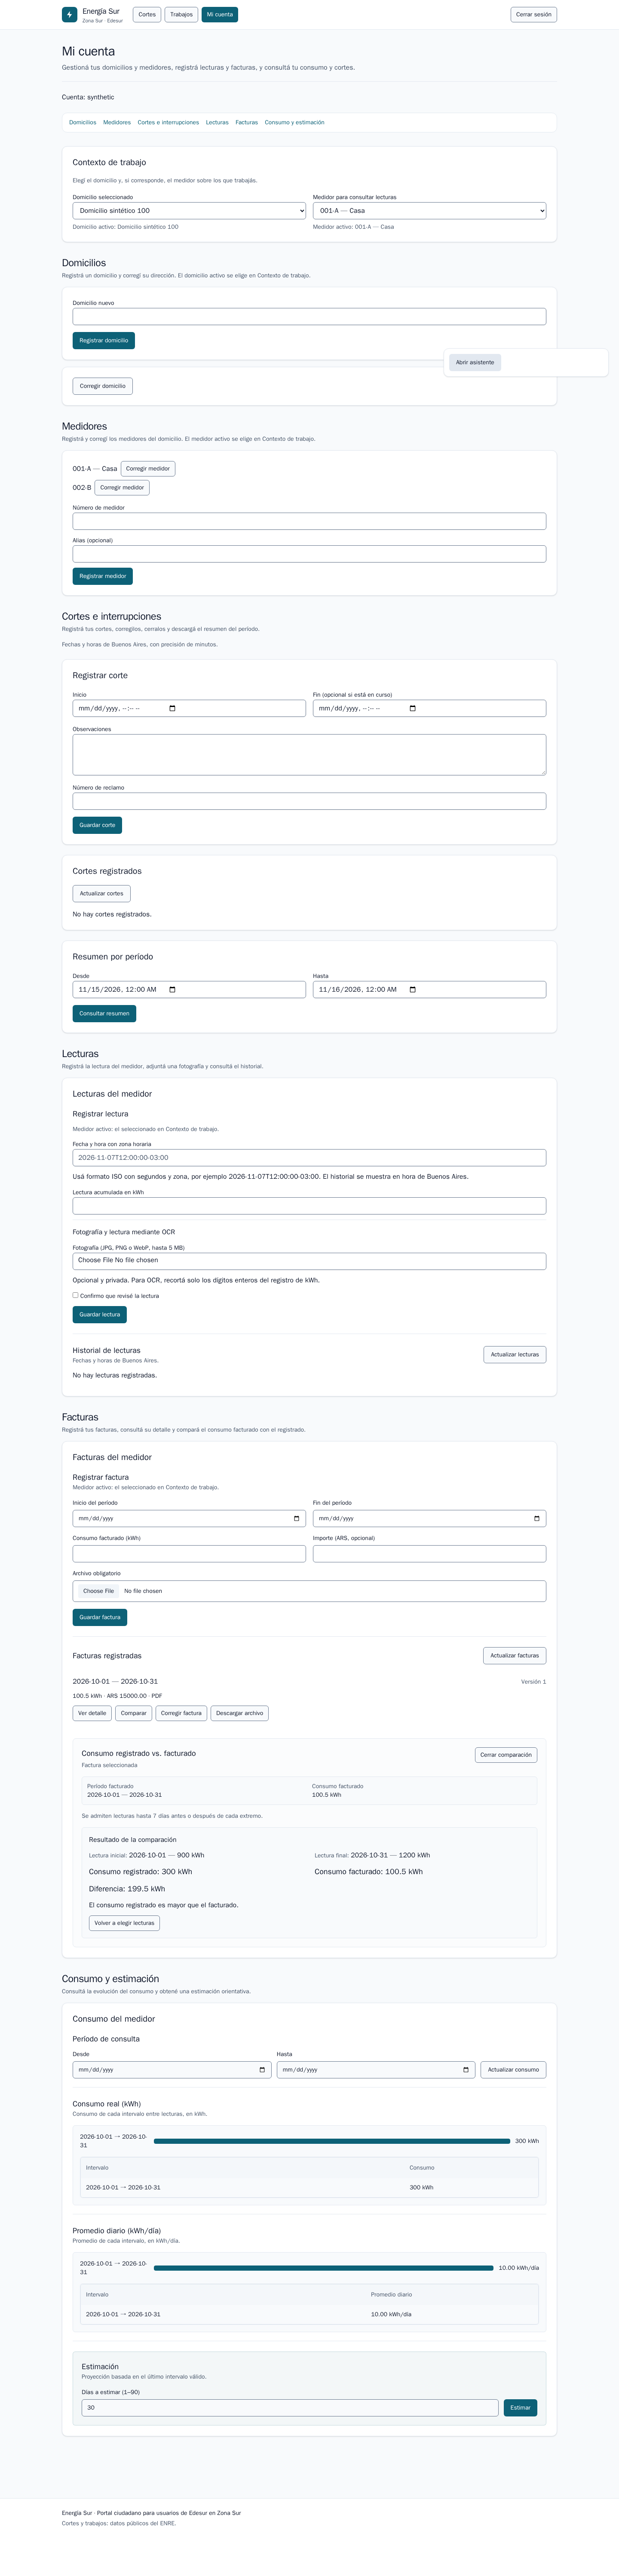 Energía Sur
Zona Sur · Edesur
Cortes
Trabajos
Mi cuenta
Cerrar sesión
Mi cuenta
Gestioná tus domicilios y medidores, registrá lecturas y facturas, y consultá tu consumo y cortes.
Cuenta: synthetic
Domicilios Medidores Cortes e interrupciones Lecturas Facturas Consumo y estimación
Contexto de trabajo
Elegí el domicilio y, si corresponde, el medidor sobre los que trabajás.
Domicilio seleccionado
Domicilio sintético 100
Domicilio activo: Domicilio sintético 100
Medidor para consultar lecturas
001-A — Casa
Medidor activo: 001-A — Casa
Domicilios
Registrá un domicilio y corregí su dirección. El domicilio activo se elige en Contexto de trabajo.
Domicilio nuevo
Registrar domicilio
Abrir asistente
Corregir domicilio
Medidores
Registrá y corregí los medidores del domicilio. El medidor activo se elige en Contexto de trabajo.
001-A — Casa Corregir medidor
002-B Corregir medidor
Número de medidor
Alias (opcional)
Registrar medidor
Cortes e interrupciones
Registrá tus cortes, corregilos, cerralos y descargá el resumen del período.
Fechas y horas de Buenos Aires, con precisión de minutos.
Registrar corte
Inicio
mm/dd/yyyy, --:-- --
Fin (opcional si está en curso)
mm/dd/yyyy, --:-- --
Observaciones
Número de reclamo
Guardar corte
Cortes registrados
Actualizar cortes
No hay cortes registrados.
Resumen por período
Desde
11/15/2026, 12:00 AM
Hasta
11/16/2026, 12:00 AM
Consultar resumen
Lecturas
Registrá la lectura del medidor, adjuntá una fotografía y consultá el historial.
Lecturas del medidor
Registrar lectura
Medidor activo: el seleccionado en Contexto de trabajo.
Fecha y hora con zona horaria
2026-11-07T12:00:00-03:00
Usá formato ISO con segundos y zona, por ejemplo 2026-11-07T12:00:00-03:00. El historial se muestra en hora de Buenos Aires.
Lectura acumulada en kWh
Fotografía y lectura mediante OCR
Fotografía (JPG, PNG o WebP, hasta 5 MB)
Choose File No file chosen
Opcional y privada. Para OCR, recortá solo los dígitos enteros del registro de kWh.
Confirmo que revisé la lectura
Guardar lectura
Historial de lecturas
Fechas y horas de Buenos Aires.
Actualizar lecturas
No hay lecturas registradas.
Facturas
Registrá tus facturas, consultá su detalle y compará el consumo facturado con el registrado.
Facturas del medidor
Registrar factura
Medidor activo: el seleccionado en Contexto de trabajo.
Inicio del período
mm/dd/yyyy
Fin del período
mm/dd/yyyy
Consumo facturado (kWh)
Importe (ARS, opcional)
Archivo obligatorio
Choose File No file chosen
Guardar factura
Facturas registradas
Actualizar facturas
2026-10-01 — 2026-10-31
Versión 1
100.5 kWh · ARS 15000.00 · PDF
Ver detalle
Comparar
Corregir factura
Descargar archivo
Consumo registrado vs. facturado
Factura seleccionada
Cerrar comparación
Período facturado
2026-10-01 — 2026-10-31
Consumo facturado
100.5 kWh
Se admiten lecturas hasta 7 días antes o después de cada extremo.
Resultado de la comparación
Lectura inicial: 2026-10-01 — 900 kWh
Lectura final: 2026-10-31 — 1200 kWh
Consumo registrado: 300 kWh
Consumo facturado: 100.5 kWh
Diferencia: 199.5 kWh
El consumo registrado es mayor que el facturado.
Volver a elegir lecturas
Consumo y estimación
Consultá la evolución del consumo y obtené una estimación orientativa.
Consumo del medidor
Período de consulta
Desde
mm/dd/yyyy
Hasta
mm/dd/yyyy
Actualizar consumo
Consumo real (kWh)
Consumo de cada intervalo entre lecturas, en kWh.
2026-10-01 → 2026-10-
31
300 kWh
Intervalo Consumo
2026-10-01 → 2026-10-31 300 kWh
Promedio diario (kWh/día)
Promedio de cada intervalo, en kWh/día.
2026-10-01 → 2026-10-
31
10.00 kWh/día
Intervalo Promedio diario
2026-10-01 → 2026-10-31 10.00 kWh/día
Estimación
Proyección basada en el último intervalo válido.
Días a estimar (1–90)
30
Estimar
Energía Sur · Portal ciudadano para usuarios de Edesur en Zona Sur
Cortes y trabajos: datos públicos del ENRE.